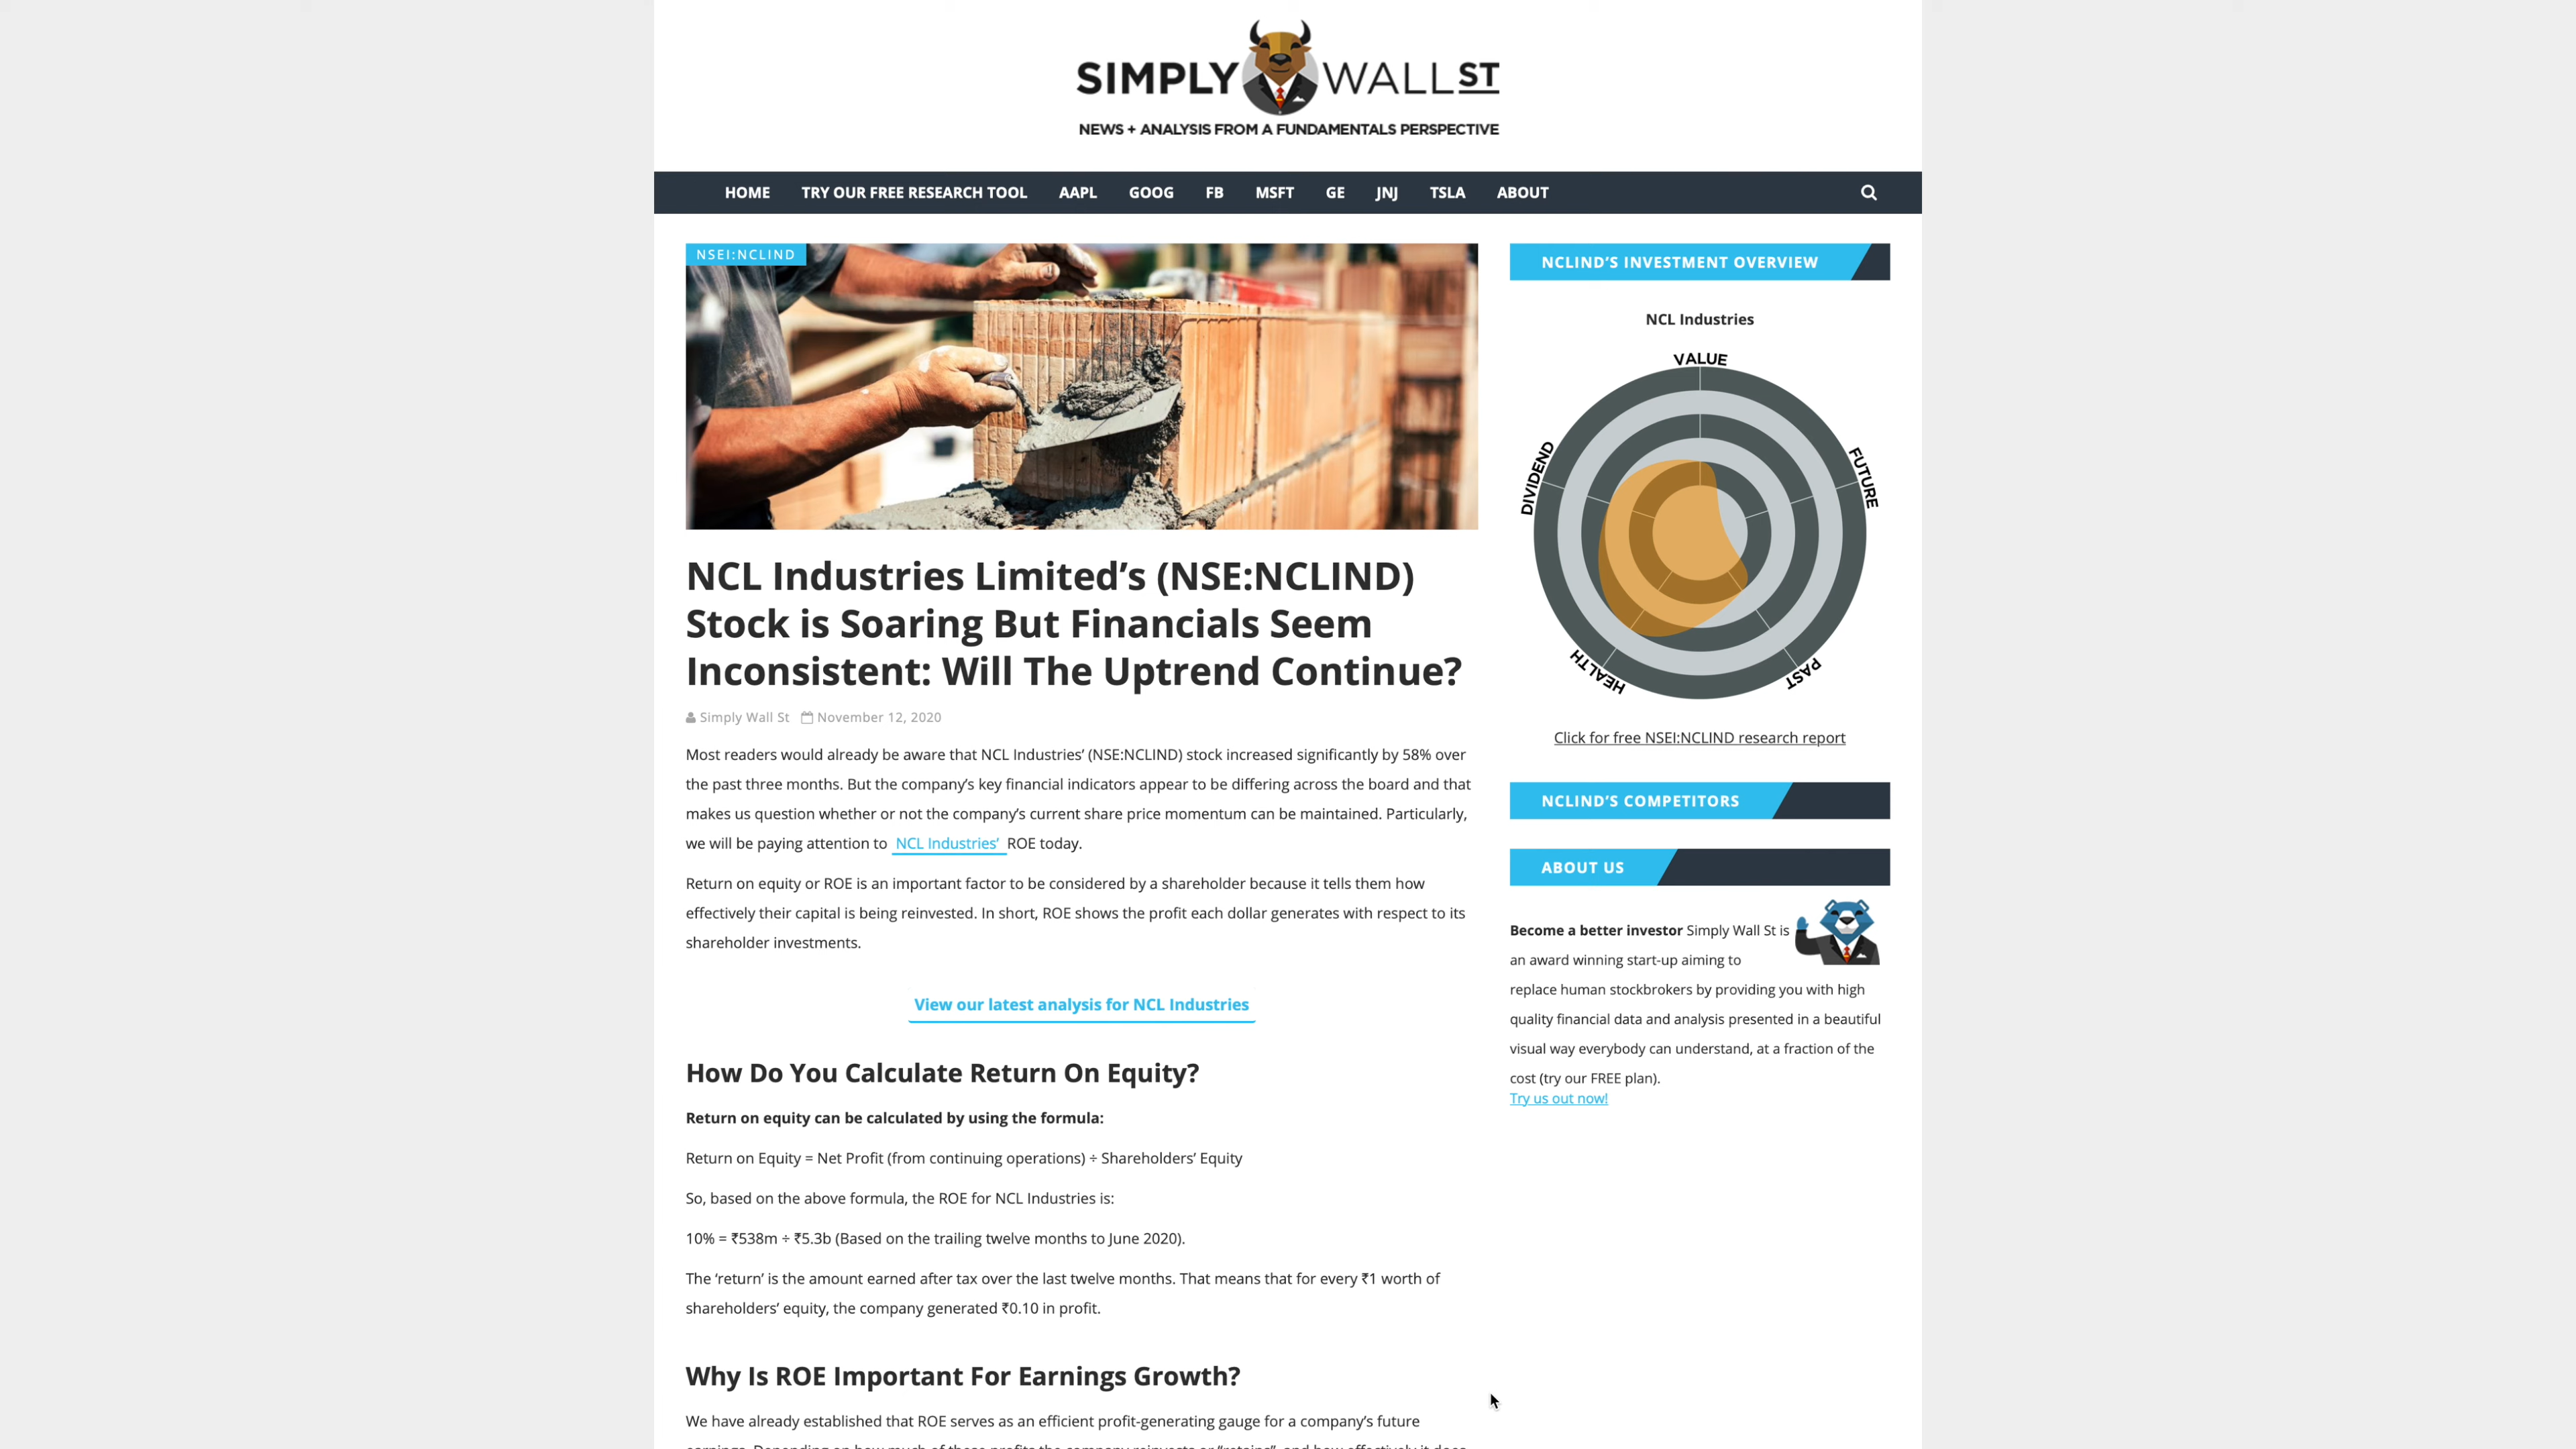 SIMPLY WALL ST
NEWS + ANALYSIS FROM A FUNDAMENTALS PERSPECTIVE
HOME TRY OUR FREE RESEARCH TOOL AAPL GOOG FB MSFT GE JNJ TSLA ABOUT
NSEI:NCLIND
NCL Industries Limited’s (NSE:NCLIND)
Stock is Soaring But Financials Seem
Inconsistent: Will The Uptrend Continue?
Simply Wall St November 12, 2020
Most readers would already be aware that NCL Industries’ (NSE:NCLIND) stock increased significantly by 58% over
the past three months. But the company’s key financial indicators appear to be differing across the board and that
makes us question whether or not the company’s current share price momentum can be maintained. Particularly,
we will be paying attention to NCL Industries’ ROE today.
Return on equity or ROE is an important factor to be considered by a shareholder because it tells them how
effectively their capital is being reinvested. In short, ROE shows the profit each dollar generates with respect to its
shareholder investments.
View our latest analysis for NCL Industries
How Do You Calculate Return On Equity?
Return on equity can be calculated by using the formula:
Return on Equity = Net Profit (from continuing operations) ÷ Shareholders’ Equity
So, based on the above formula, the ROE for NCL Industries is:
10% = ₹538m ÷ ₹5.3b (Based on the trailing twelve months to June 2020).
The ‘return’ is the amount earned after tax over the last twelve months. That means that for every ₹1 worth of
shareholders’ equity, the company generated ₹0.10 in profit.
Why Is ROE Important For Earnings Growth?
We have already established that ROE serves as an efficient profit-generating gauge for a company’s future
NCLIND’S INVESTMENT OVERVIEW
NCL Industries
VALUE
FUTURE
PAST
HEALTH
DIVIDEND
Click for free NSEI:NCLIND research report
NCLIND’S COMPETITORS
ABOUT US
Become a better investor Simply Wall St is
an award winning start-up aiming to
replace human stockbrokers by providing you with high
quality financial data and analysis presented in a beautiful
visual way everybody can understand, at a fraction of the
cost (try our FREE plan).
Try us out now!